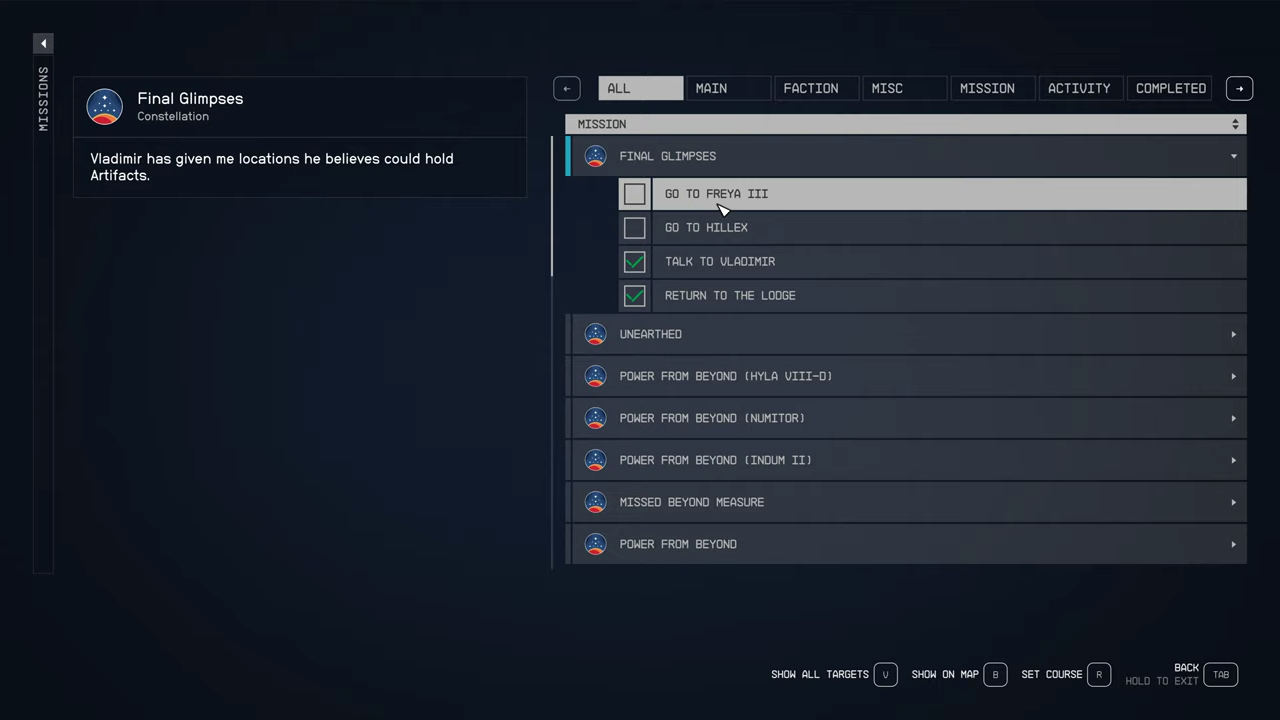 MISSIONS
Final Glimpses
Constellation
Vladimir has given me locations he believes could hold
Artifacts.
ALL
MAIN
FACTION
MISC
MISSION
ACTIVITY
COMPLETED
MISSION
FINAL GLIMPSES
GO TO FREYA III
GO TO HILLEX
TALK TO VLADIMIR
RETURN TO THE LODGE
UNEARTHED
POWER FROM BEYOND (HYLA VIII-D)
POWER FROM BEYOND (NUMITOR)
POWER FROM BEYOND (INDUM II)
MISSED BEYOND MEASURE
POWER FROM BEYOND
SHOW ALL TARGETS V
SHOW ON MAP B
SET COURSE R
BACK
HOLD TO EXIT
TAB